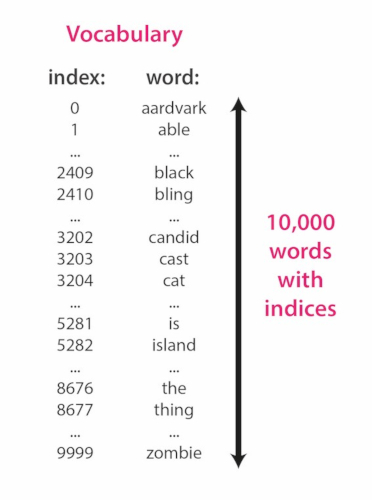 Vocabulary
index: word:
0 aardvark
1 able
... ...
2409 black
2410 bling
... ...
3202 candid
3203 cast
3204 cat
... ...
5281 is
5282 island
... ...
8676 the
8677 thing
... ...
9999 zombie
10,000
words
with
indices